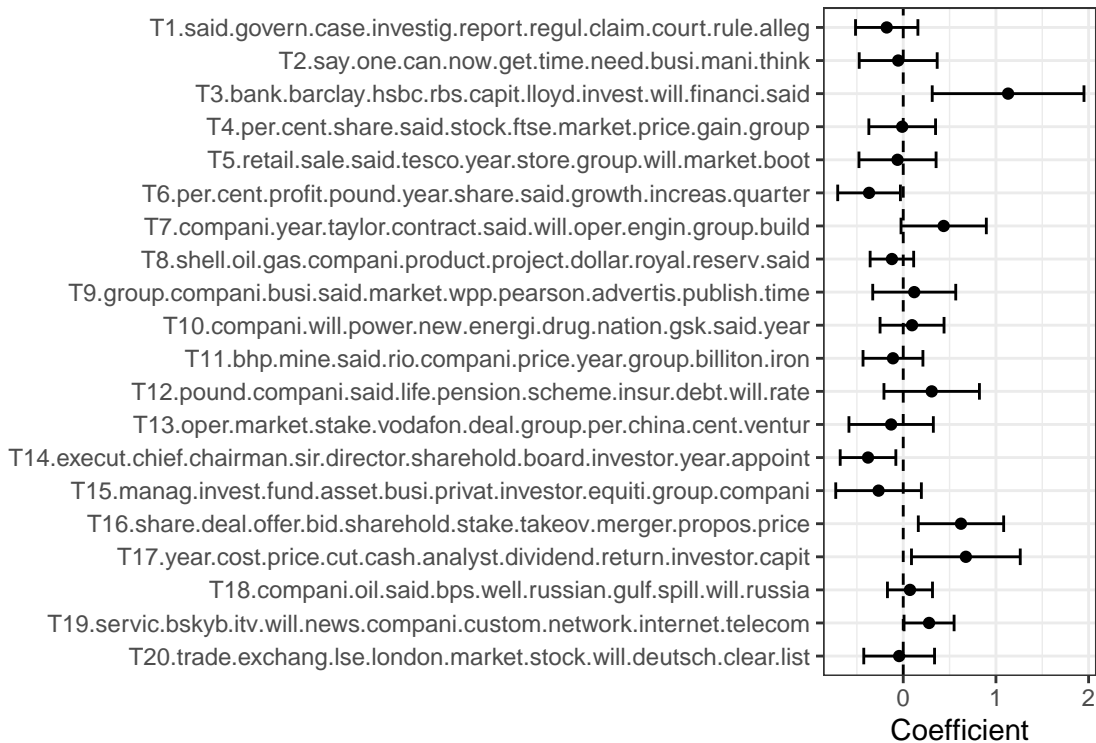 T1.said.govern.case.investig.report.regul.claim.court.rule.alleg
T2.say.one.can.now.get.time.need.busi.mani.think
T3.bank.barclay.hsbc.rbs.capit.lloyd.invest.will.financi.said
T4.per.cent.share.said.stock.ftse.market.price.gain.group
T5.retail.sale.said.tesco.year.store.group.will.market.boot
T6.per.cent.profit.pound.year.share.said.growth.increas.quarter
T7.compani.year.taylor.contract.said.will.oper.engin.group.build
T8.shell.oil.gas.compani.product.project.dollar.royal.reserv.said
T9.group.compani.busi.said.market.wpp.pearson.advertis.publish.time
T10.compani.will.power.new.energi.drug.nation.gsk.said.year
T11.bhp.mine.said.rio.compani.price.year.group.billiton.iron
T12.pound.compani.said.life.pension.scheme.insur.debt.will.rate
T13.oper.market.stake.vodafon.deal.group.per.china.cent.ventur
T14.execut.chief.chairman.sir.director.sharehold.board.investor.year.appoint
T15.manag.invest.fund.asset.busi.privat.investor.equiti.group.compani
T16.share.deal.offer.bid.sharehold.stake.takeov.merger.propos.price
T17.year.cost.price.cut.cash.analyst.dividend.return.investor.capit
T18.compani.oil.said.bps.well.russian.gulf.spill.will.russia
T19.servic.bskyb.itv.will.news.compani.custom.network.internet.telecom
T20.trade.exchang.lse.london.market.stock.will.deutsch.clear.list
0 1 2
Coefficient